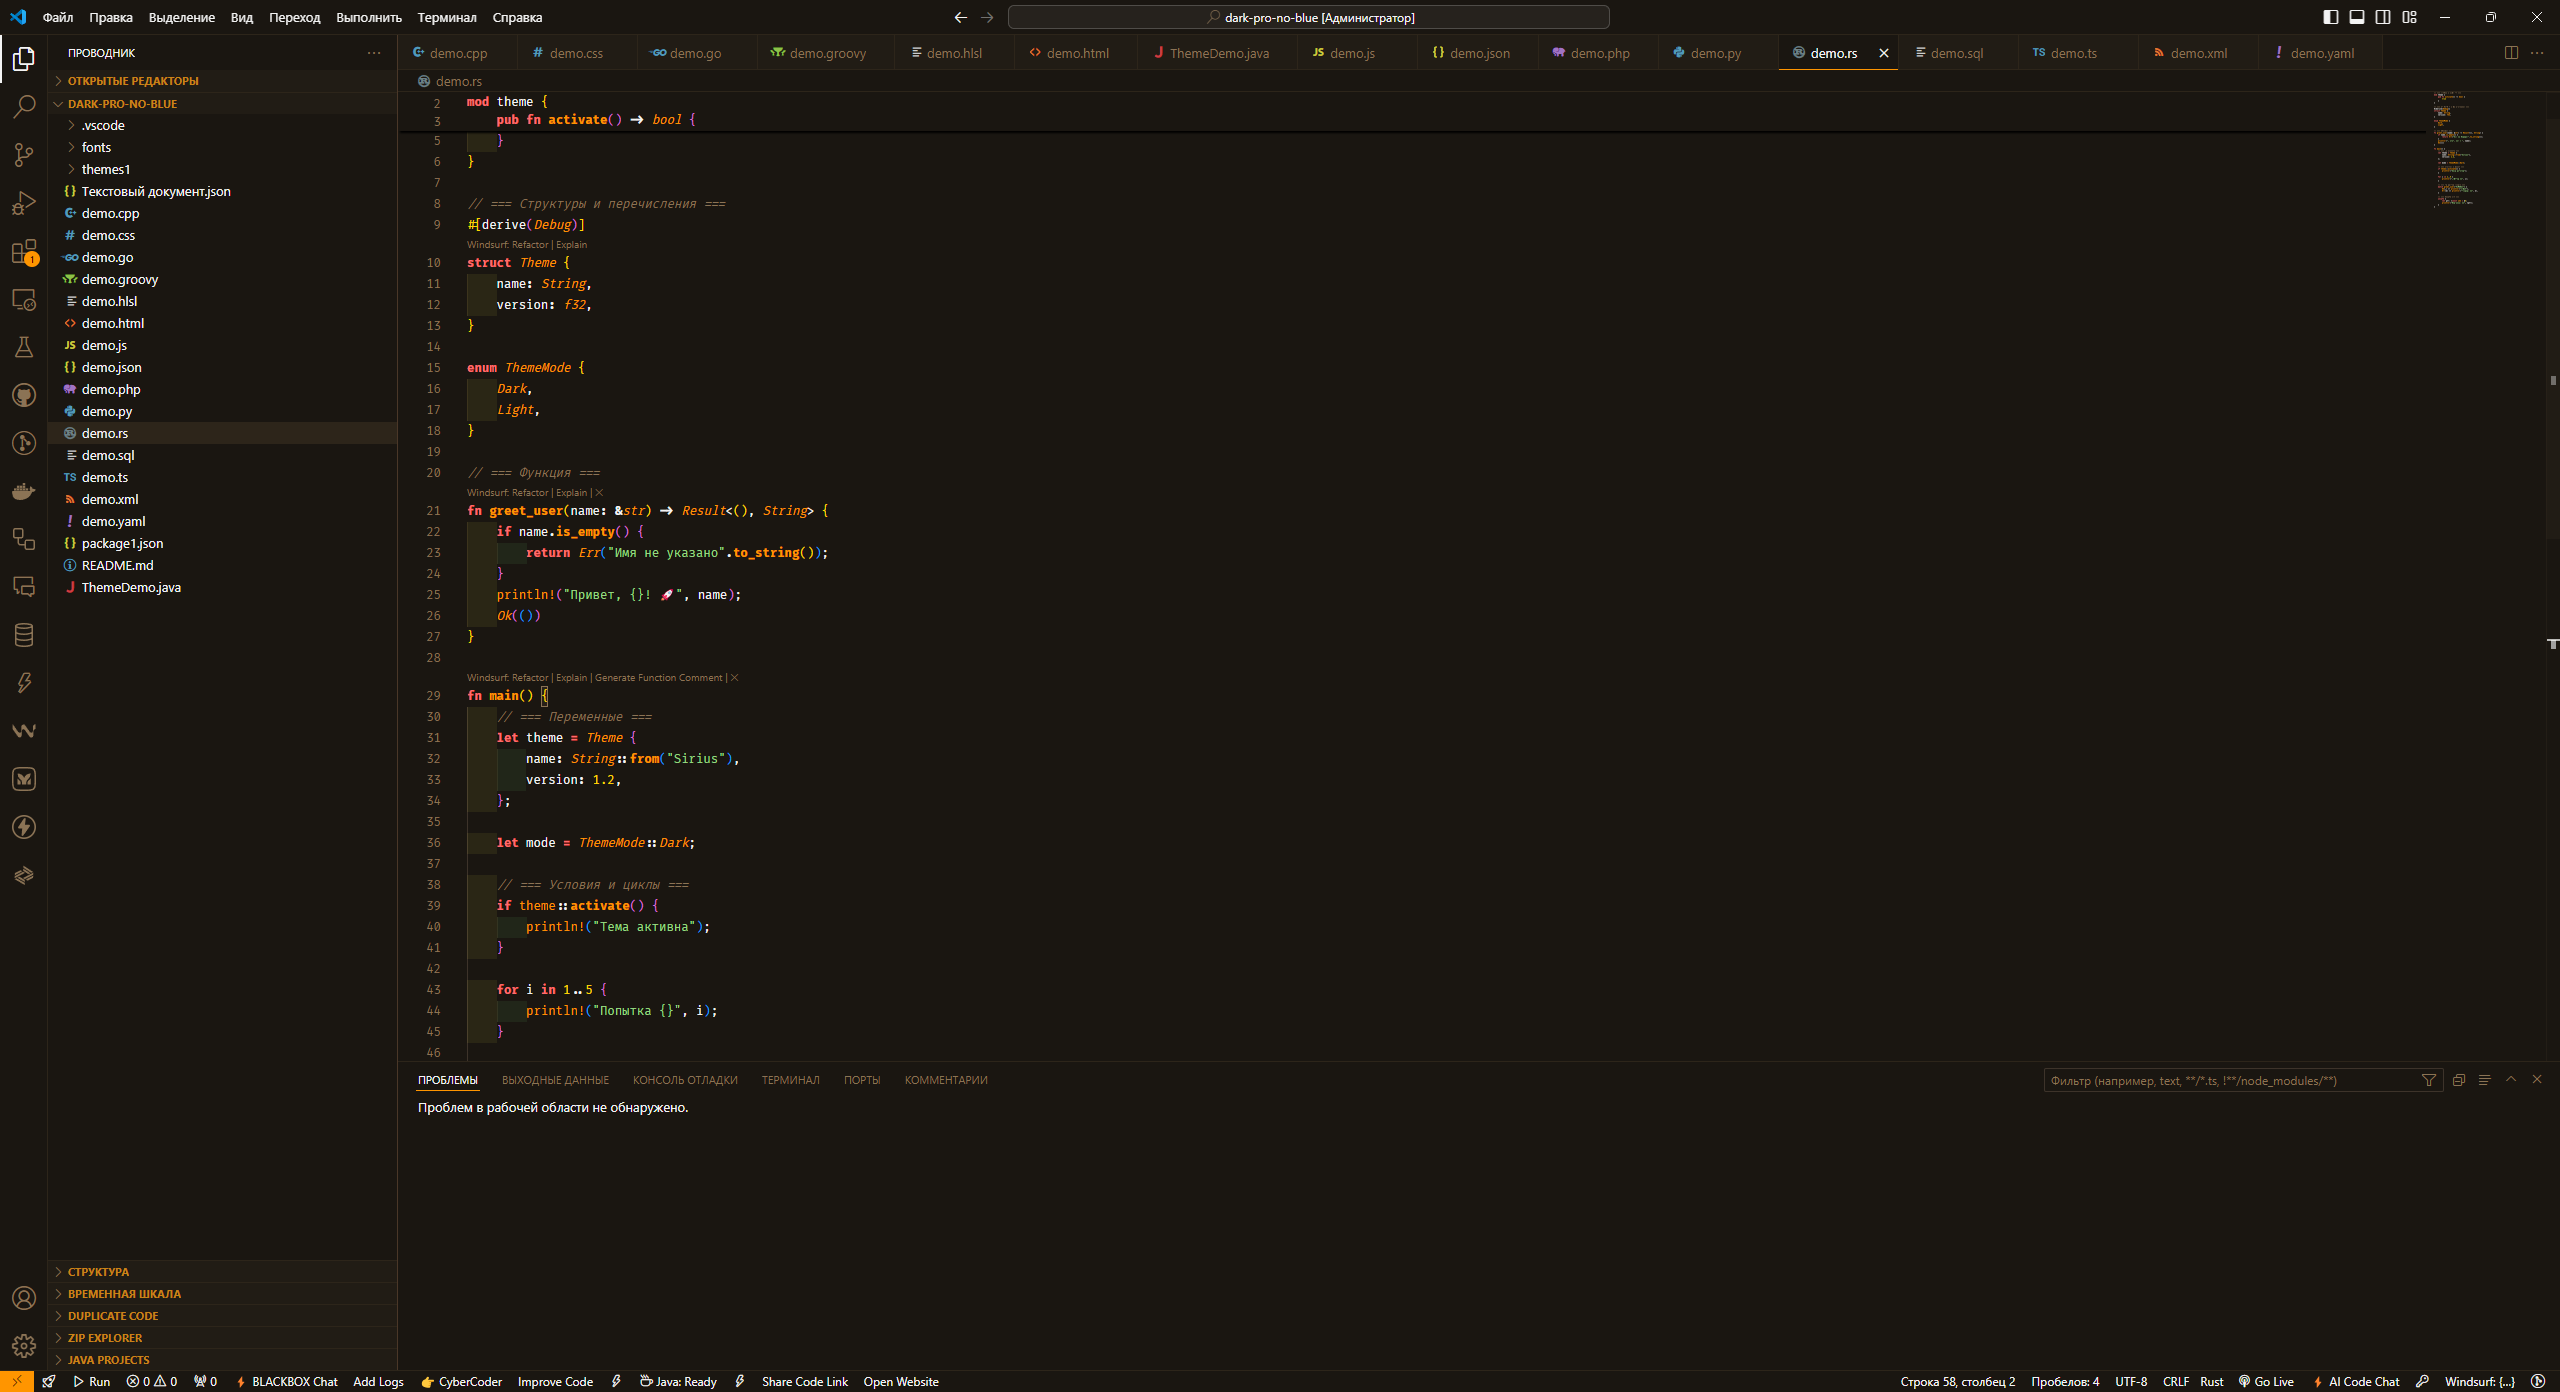 Файл Правка Выделение Вид Переход Выполнить Терминал Справка
dark-pro-no-blue [Администратор]
ПРОВОДНИК
ОТКРЫТЫЕ РЕДАКТОРЫ
DARK-PRO-NO-BLUE
.vscode
fonts
themes1
{} Текстовый документ.json
demo.cpp
# demo.css
GO demo.go
demo.groovy
demo.hlsl
<> demo.html
JS demo.js
{} demo.json
demo.php
demo.py
demo.rs
demo.sql
TS demo.ts
demo.xml
! demo.yaml
{} package1.json
README.md
J ThemeDemo.java
СТРУКТУРА
ВРЕМЕННАЯ ШКАЛА
DUPLICATE CODE
ZIP EXPLORER
JAVA PROJECTS
1
demo.cpp # demo.css GO demo.go demo.groovy demo.hlsl <> demo.html J ThemeDemo.java JS demo.js {} demo.json demo.php demo.py demo.rs demo.sql TS demo.ts demo.xml ! demo.yaml
demo.rs
2 mod theme {
3 pub fn activate() → bool {
5 }
6 }
7
8 // === Структуры и перечисления ===
9 #[derive(Debug)]
Windsurf: Refactor | Explain
10 struct Theme {
11 name: String,
12 version: f32,
13 }
14
15 enum ThemeMode {
16 Dark,
17 Light,
18 }
19
20 // === Функция ===
Windsurf: Refactor | Explain | ×
21 fn greet_user(name: &str) → Result<(), String> {
22 if name.is_empty() {
23 return Err("Имя не указано".to_string());
24 }
25 println!("Привет, {}! 🚀", name);
26 Ok(())
27 }
28
Windsurf: Refactor | Explain | Generate Function Comment | ×
29 fn main() {
30 // === Переменные ===
31 let theme = Theme {
32 name: String::from("Sirius"),
33 version: 1.2,
34 };
35
36 let mode = ThemeMode::Dark;
37
38 // === Условия и циклы ===
39 if theme::activate() {
40 println!("Тема активна");
41 }
42
43 for i in 1..5 {
44 println!("Попытка {}", i);
45 }
46
ПРОБЛЕМЫ ВЫХОДНЫЕ ДАННЫЕ КОНСОЛЬ ОТЛАДКИ ТЕРМИНАЛ ПОРТЫ КОММЕНТАРИИ
Фильтр (например, text, **/*.ts, !**/node_modules/**)
Проблем в рабочей области не обнаружено.
Run 0 0 0 BLACKBOX Chat Add Logs 👉 CyberCoder Improve Code Java: Ready Share Code Link Open Website
Строка 58, столбец 2 Пробелов: 4 UTF-8 CRLF Rust Go Live AI Code Chat Windsurf: {...}